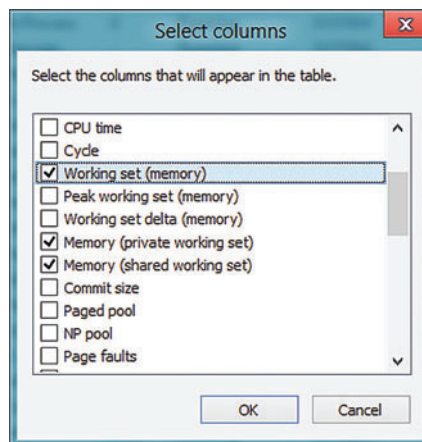 Select columns
Select the columns that will appear in the table.
CPU time
Cycle
Working set (memory)
Peak working set (memory)
Working set delta (memory)
Memory (private working set)
Memory (shared working set)
Commit size
Paged pool
NP pool
Page faults
OK
Cancel